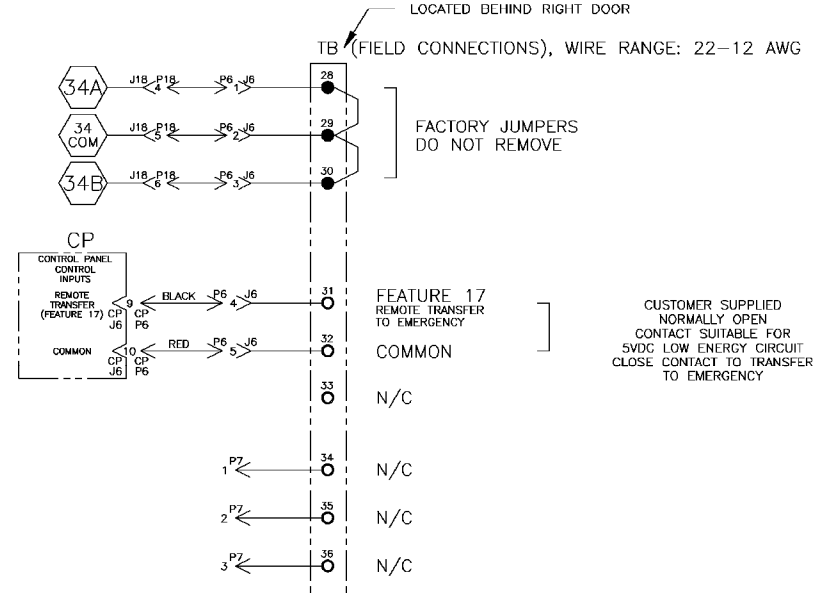 LOCATED BEHIND RIGHT DOOR
TB (FIELD CONNECTIONS), WIRE RANGE: 22-12 AWG
34A J18 4 P18 P6 1 J6 28
34 COM J18 5 P18 P6 2 J6 29
34B J18 6 P18 P6 3 J6 30
FACTORY JUMPERS
DO NOT REMOVE
CP
CONTROL PANEL
CONTROL
INPUTS
REMOTE
TRANSFER
(FEATURE 17)
CP J6 9 CP P6 BLACK P6 4 J6 31
FEATURE 17
REMOTE TRANSFER
TO EMERGENCY
COMMON
CP J6 10 CP P6 RED P6 5 J6 32
COMMON
CUSTOMER SUPPLIED
NORMALLY OPEN
CONTACT SUITABLE FOR
5VDC LOW ENERGY CIRCUIT
CLOSE CONTACT TO TRANSFER
TO EMERGENCY
33 N/C
1 P7 34 N/C
2 P7 35 N/C
3 P7 36 N/C